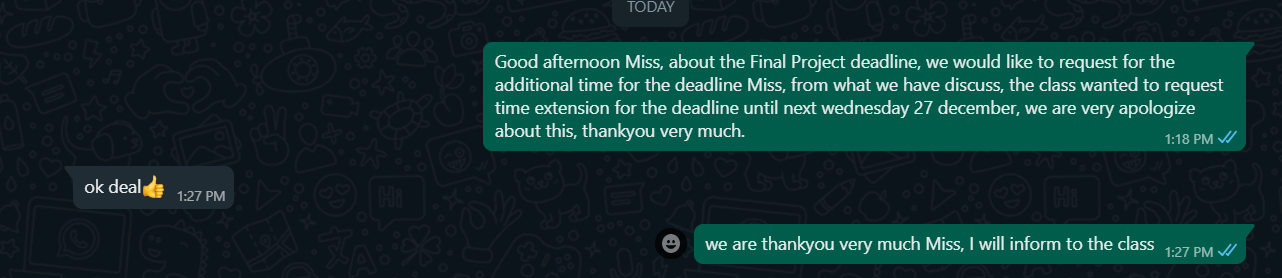 TODAY
Good afternoon Miss, about the Final Project deadline, we would like to request for the
additional time for the deadline Miss, from what we have discuss, the class wanted to request
time extension for the deadline until next wednesday 27 december, we are very apologize
about this, thankyou very much.
1:18 PM
ok deal👍 1:27 PM
we are thankyou very much Miss, I will inform to the class 1:27 PM